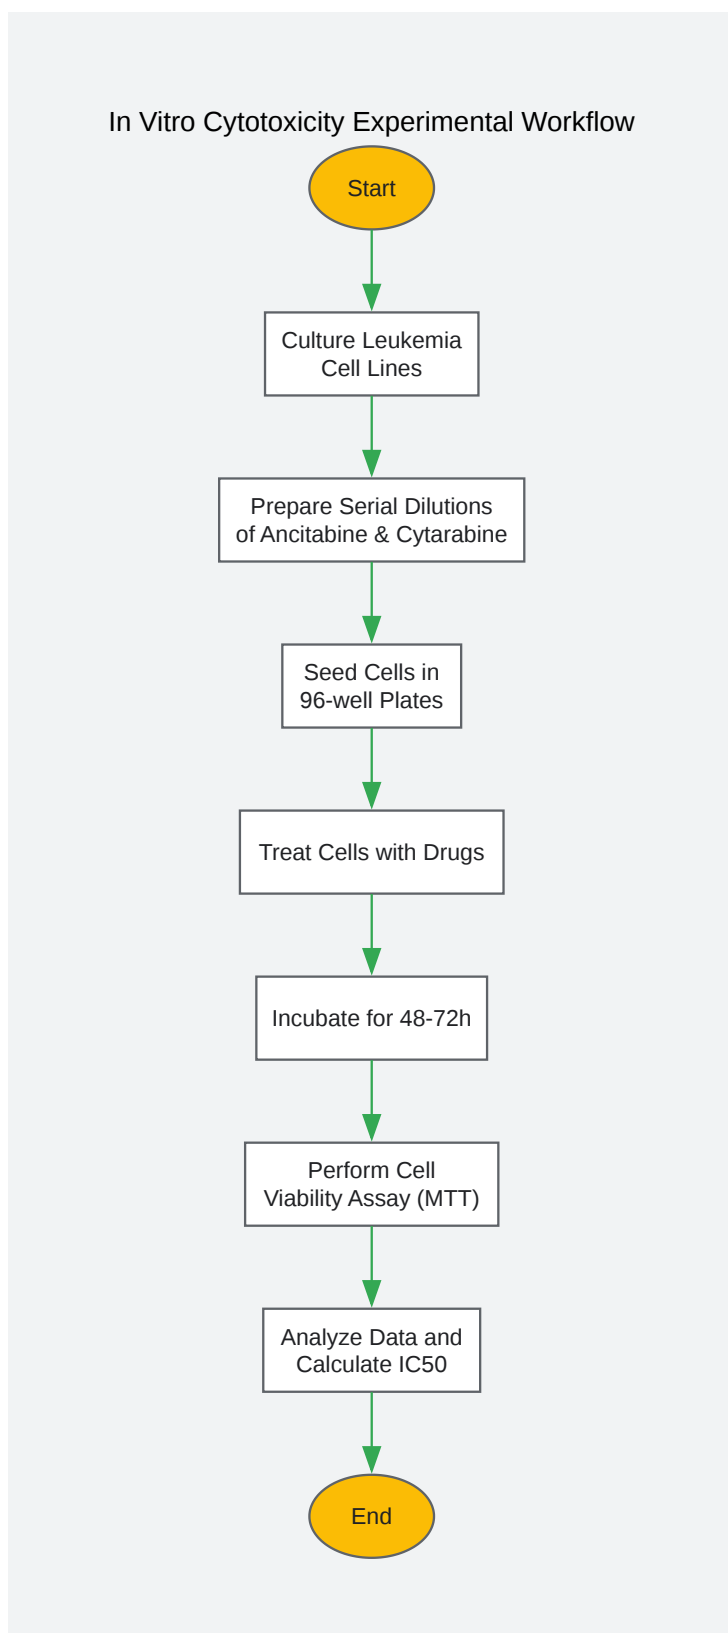 In Vitro Cytotoxicity Experimental Workflow
Start
Culture Leukemia
Cell Lines
Prepare Serial Dilutions
of Ancitabine & Cytarabine
Seed Cells in
96-well Plates
Treat Cells with Drugs
Incubate for 48-72h
Perform Cell
Viability Assay (MTT)
Analyze Data and
Calculate IC50
End